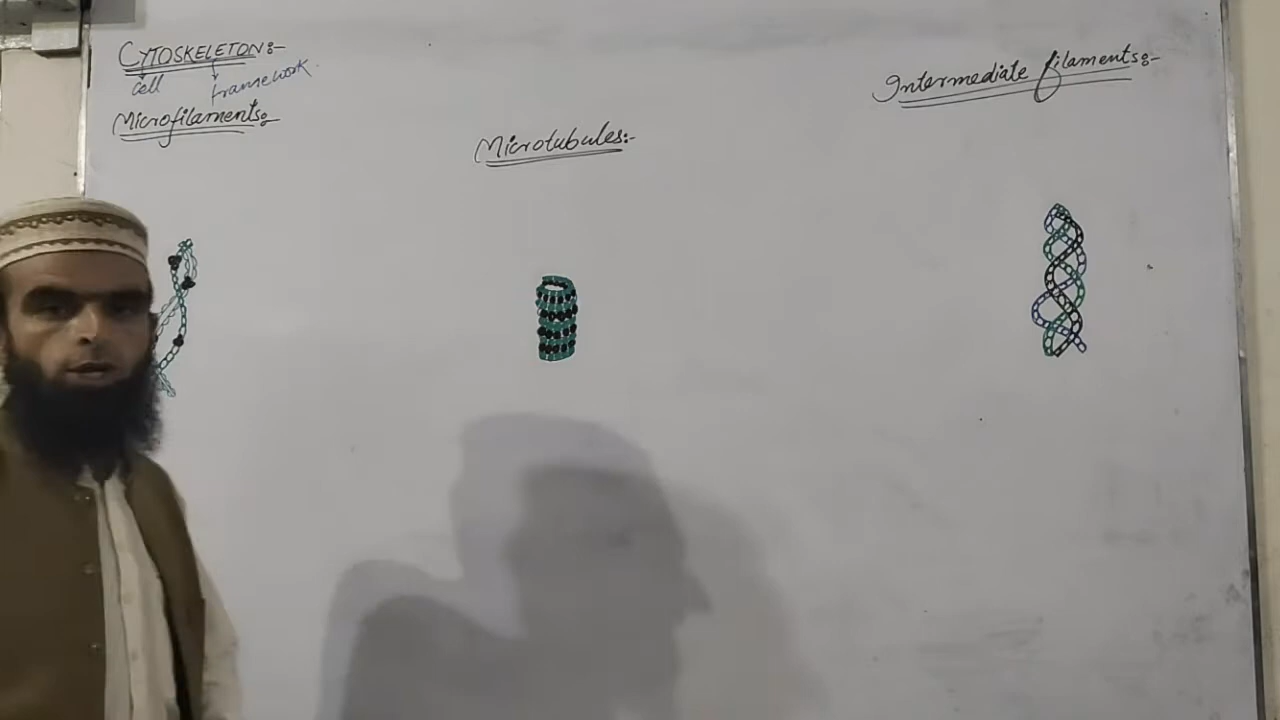 CYTOSKELETON:-
cell framework.
Microfilaments:-
Microtubules:-
Intermediate filaments:-